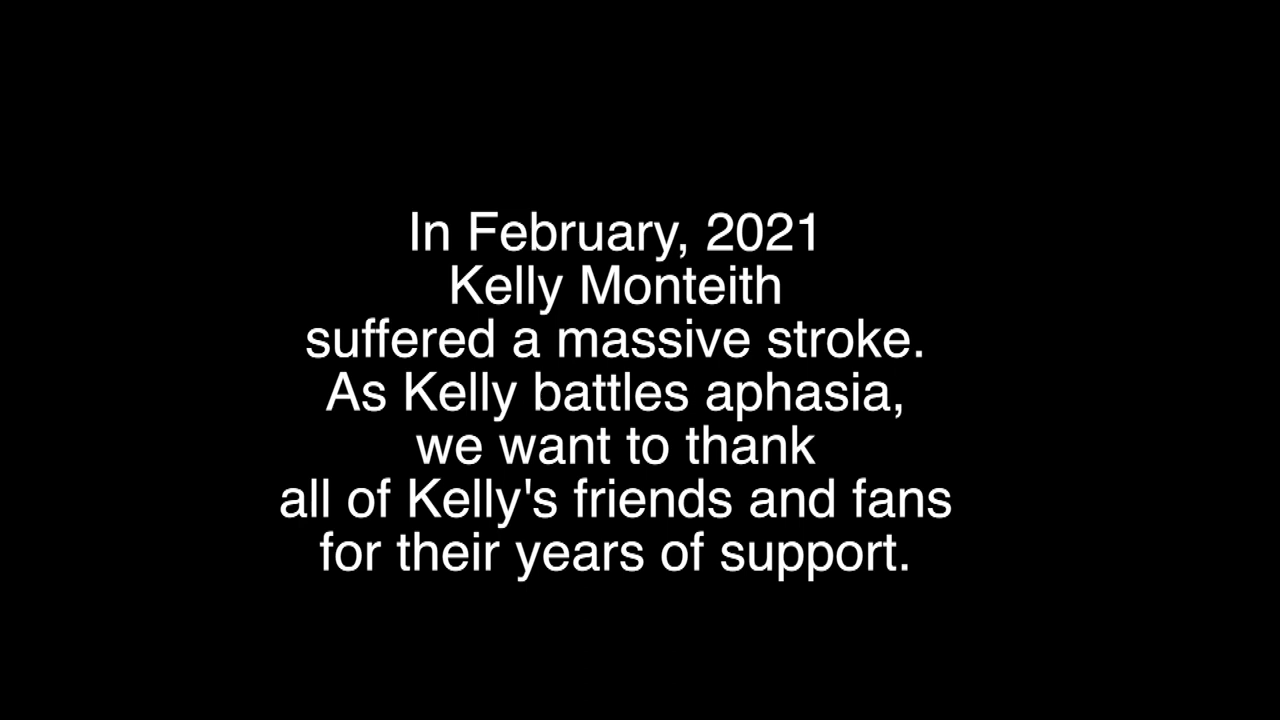 In February, 2021
Kelly Monteith
suffered a massive stroke.
As Kelly battles aphasia,
we want to thank
all of Kelly's friends and fans
for their years of support.